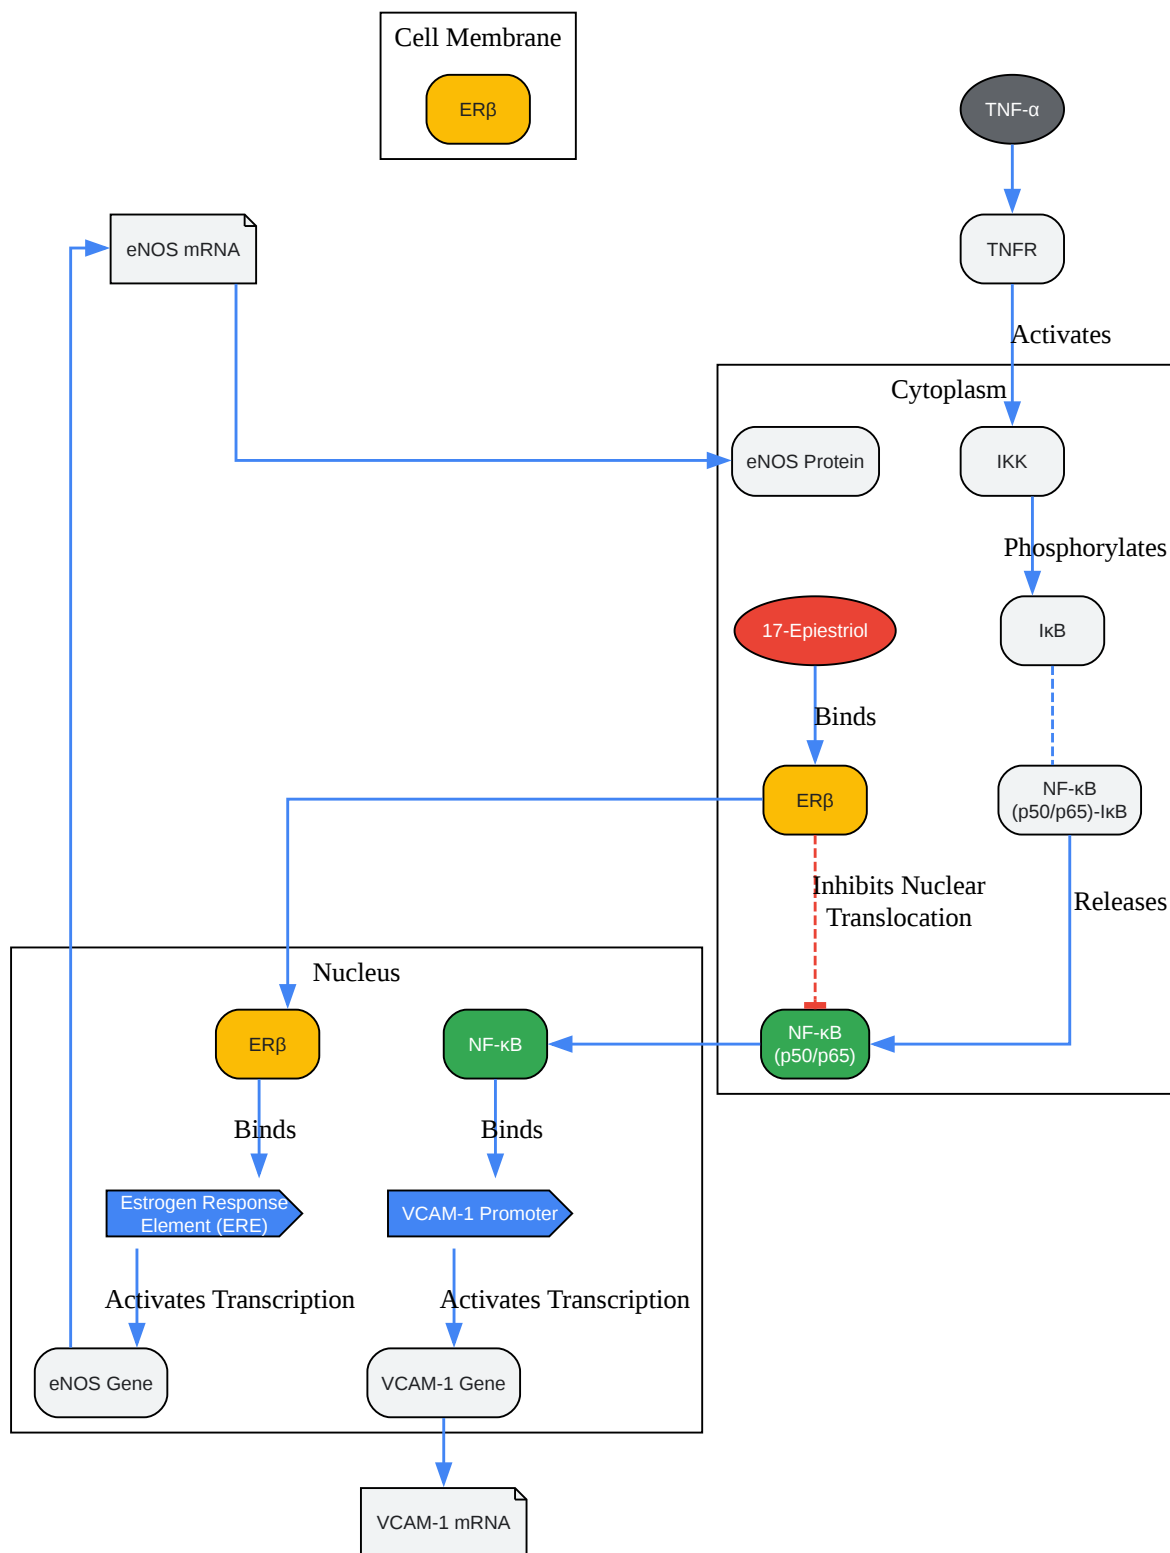 Cell Membrane
ERβ
TNF-α
eNOS mRNA
TNFR
Activates
Cytoplasm
eNOS Protein
IKK
Phosphorylates
17-Epiestriol
IκB
Binds
ERβ
NF-κB
(p50/p65)-IκB
Inhibits Nuclear
Translocation
Releases
Nucleus
ERβ
NF-κB
NF-κB
(p50/p65)
Binds
Binds
Estrogen Response
Element (ERE)
VCAM-1 Promoter
Activates Transcription
Activates Transcription
eNOS Gene
VCAM-1 Gene
VCAM-1 mRNA